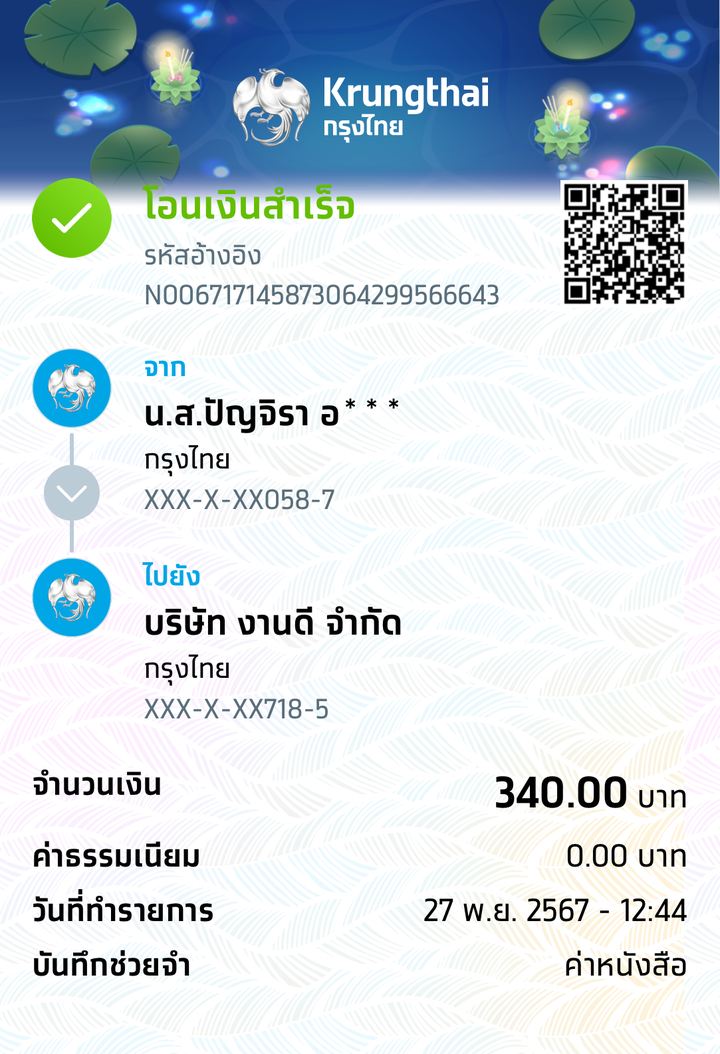 Krungthai
กรุงไทย
โอนเงินสำเร็จ
รหัสอ้างอิง
N00671714587306429956​6643
จาก
น.ส.ปัญจิรา อ***
กรุงไทย
XXX-X-XX058-7
ไปยัง
บริษัท งานดี จำกัด
กรุงไทย
XXX-X-XX718-5
จำนวนเงิน 340.00 บาท
ค่าธรรมเนียม 0.00 บาท
วันที่ทำรายการ 27 พ.ย. 2567 - 12:44
บันทึกช่วยจำ ค่าหนังสือ